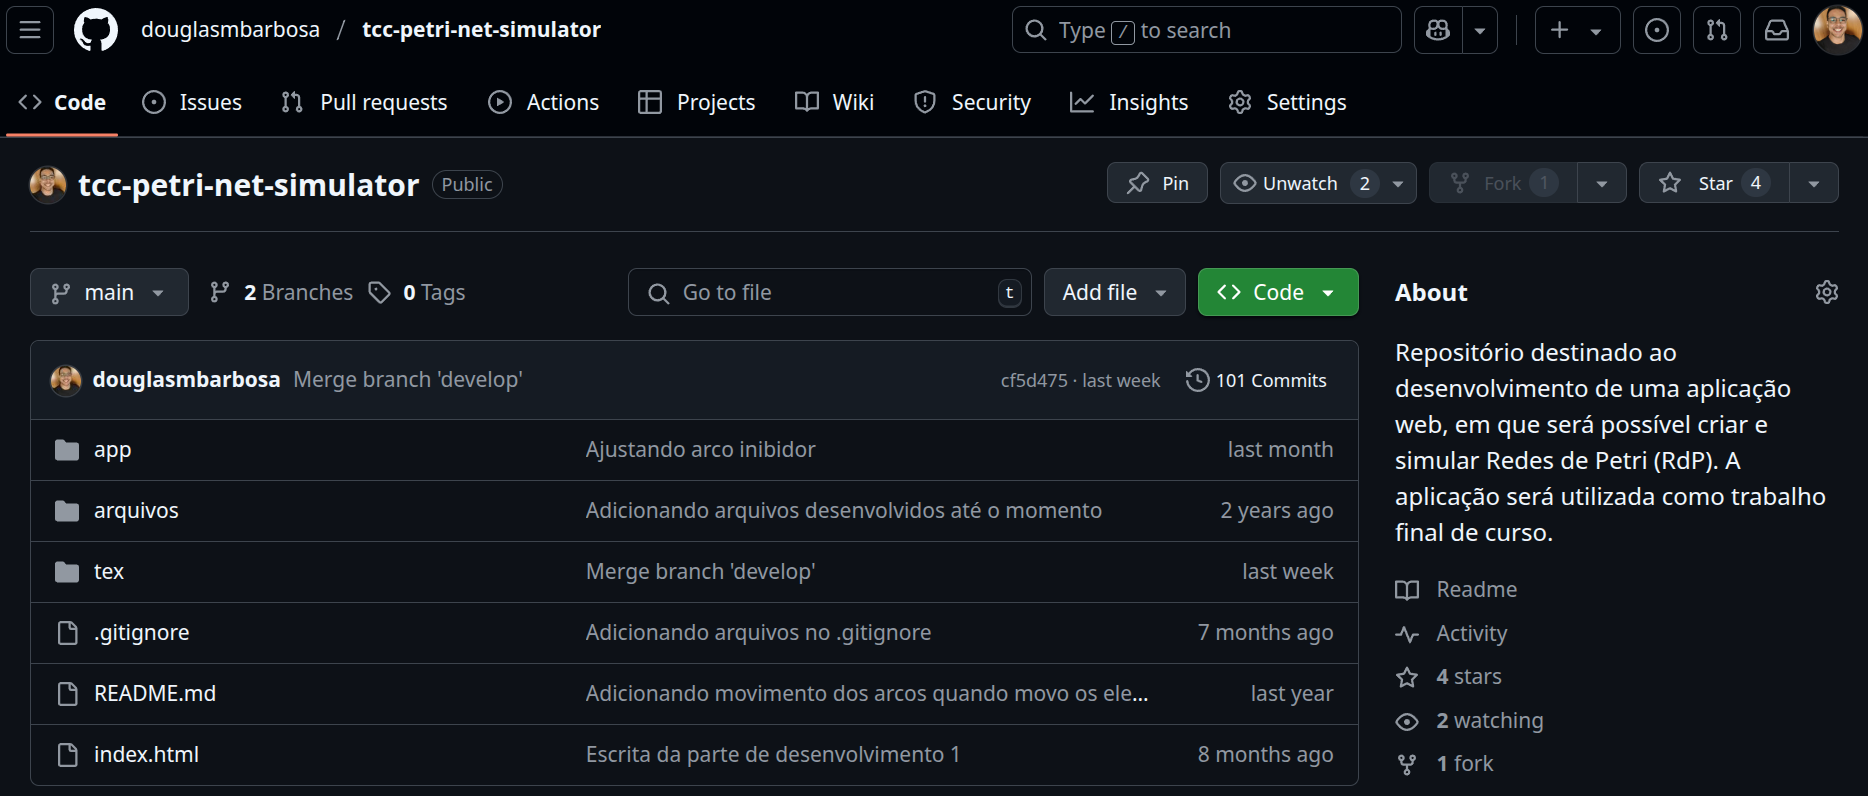 douglasmbarbosa / tcc-petri-net-simulator
Type / to search
Code Issues Pull requests Actions Projects Wiki Security Insights Settings
tcc-petri-net-simulator Public
Pin Unwatch 2 Fork 1 Star 4
main 2 Branches 0 Tags Go to file t Add file Code
douglasmbarbosa Merge branch 'develop' cf5d475 · last week 101 Commits
app Ajustando arco inibidor last month
arquivos Adicionando arquivos desenvolvidos até o momento 2 years ago
tex Merge branch 'develop' last week
.gitignore Adicionando arquivos no .gitignore 7 months ago
README.md Adicionando movimento dos arcos quando movo os ele... last year
index.html Escrita da parte de desenvolvimento 1 8 months ago
About
Repositório destinado ao
desenvolvimento de uma aplicação
web, em que será possível criar e
simular Redes de Petri (RdP). A
aplicação será utilizada como trabalho
final de curso.
Readme
Activity
4 stars
2 watching
1 fork